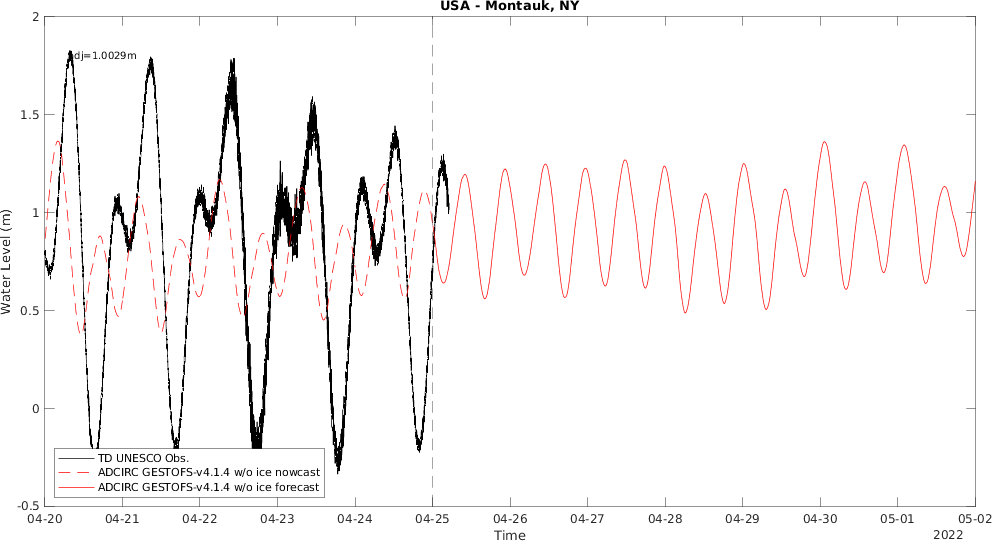 USA - Montauk, NY
2
dj=1.0029m
1.5
1
0.5
0
-0.5
Water Level (m)
TD UNESCO Obs.
ADCIRC GESTOFS-v4.1.4 w/o ice nowcast
ADCIRC GESTOFS-v4.1.4 w/o ice forecast
04-20 04-21 04-22 04-23 04-24 04-25 04-26 04-27 04-28 04-29 04-30 05-01 05-02
Time
2022